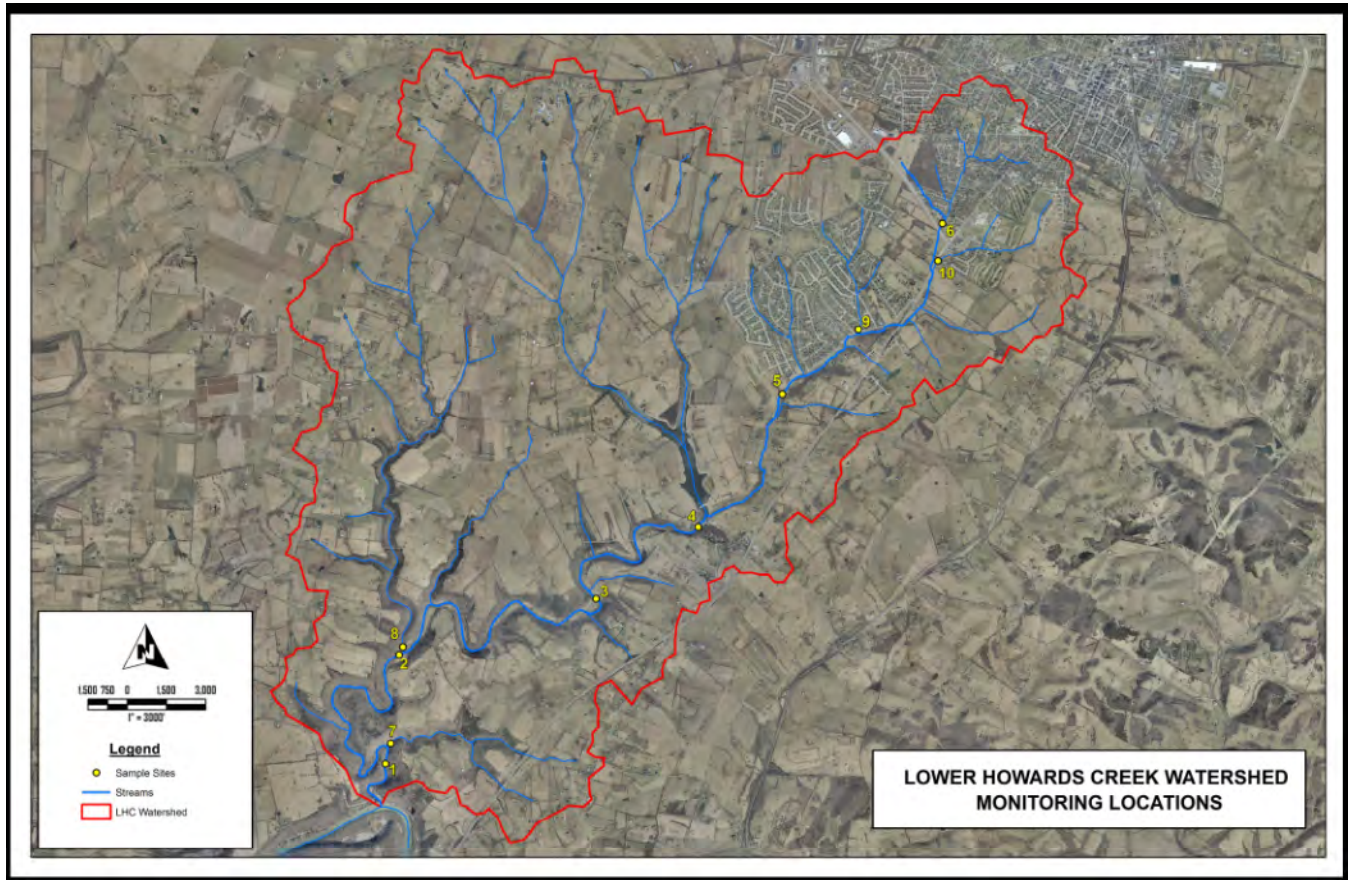 6
10
9
5
4
3
8
2
7
1
N
1,500 750 0 1,500 3,000
1" = 3000'
Legend
Sample Sites
Streams
LHC Watershed
LOWER HOWARDS CREEK WATERSHED
MONITORING LOCATIONS